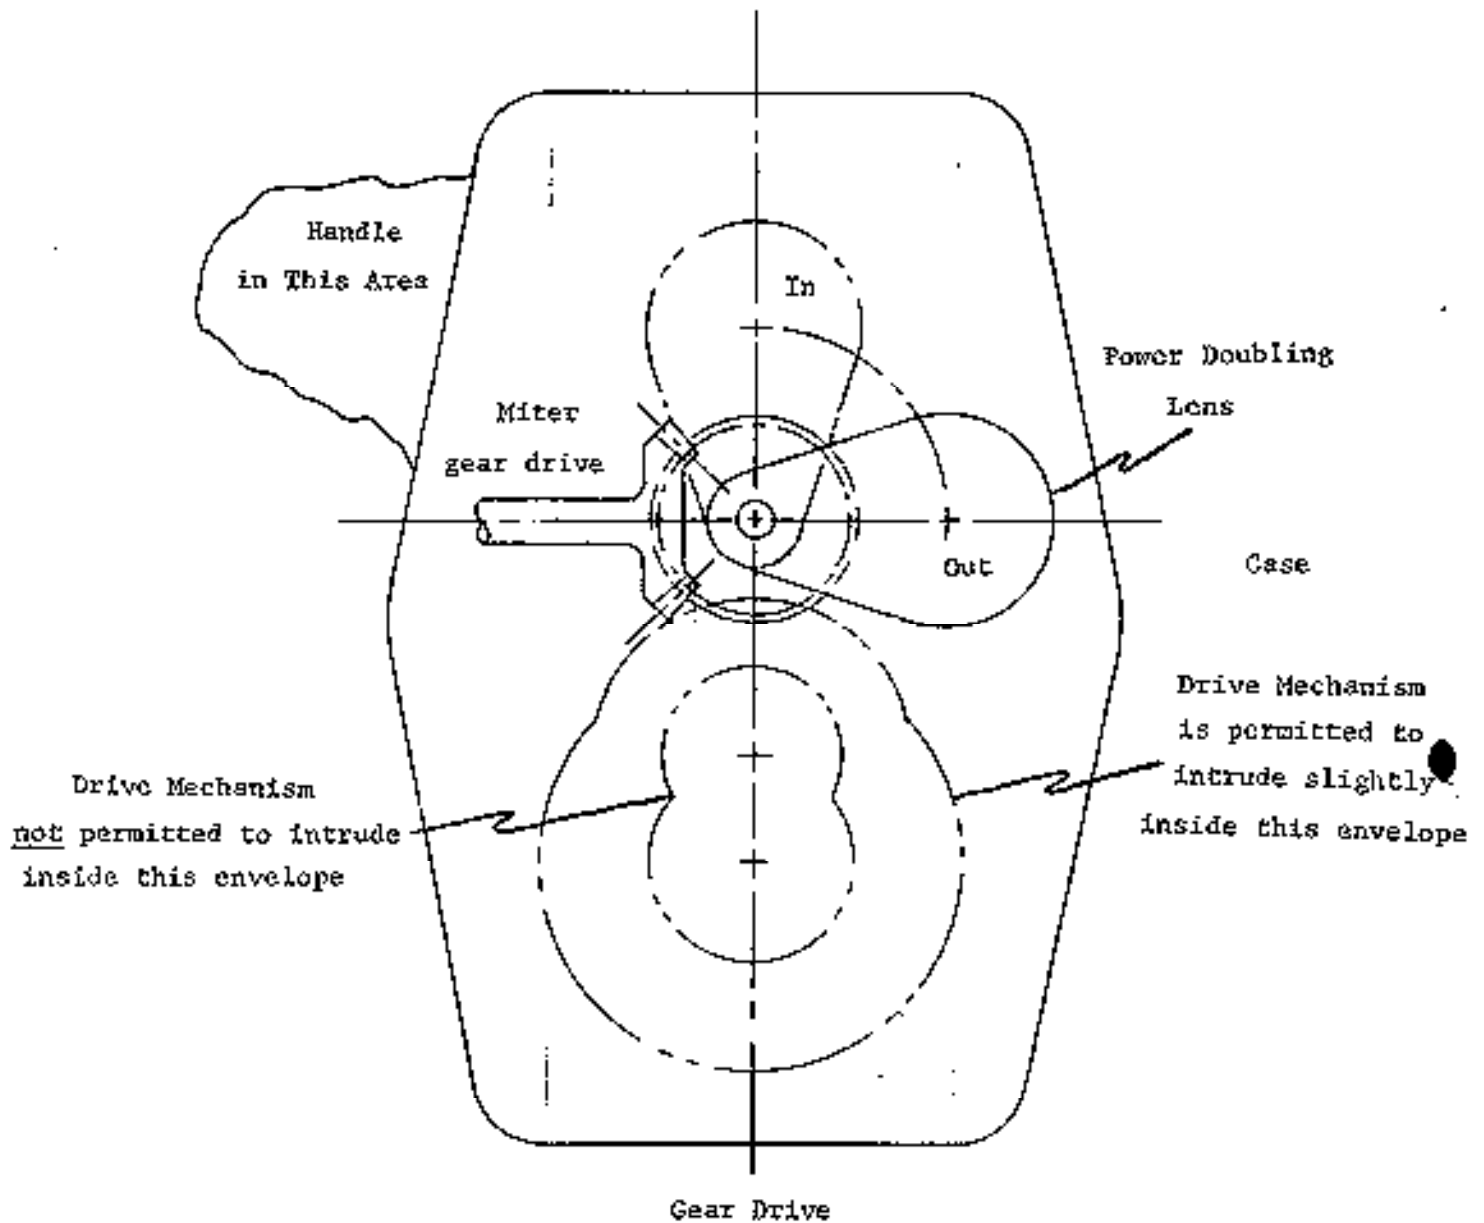 Handle
in This Area
In
Power Doubling
Lens
Miter
gear drive
Out
Case
Drive Mechanism
is permitted to
intrude slightly
inside this envelope
Drive Mechanism
not permitted to intrude
inside this envelope
Gear Drive